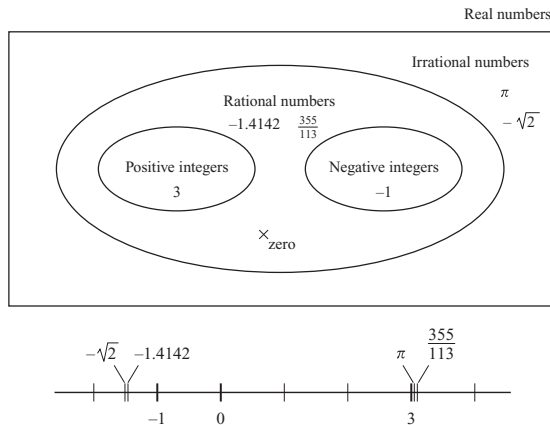 Real numbers
Irrational numbers
π
−√2
Rational numbers
−1.4142 355/113
Positive integers
3
Negative integers
−1
zero
−√2 −1.4142 π 355/113
−1 0 3